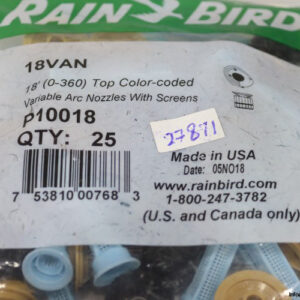 RAIN BIRD
18VAN
18' (0-360) Top Color-coded
Variable Arc Nozzles With Screens
P10018
QTY: 25
27871
Made in USA
Date: 05NO18
7 53810 00768 3
www.rainbird.com
1-800-247-3782
(U.S. and Canada only)